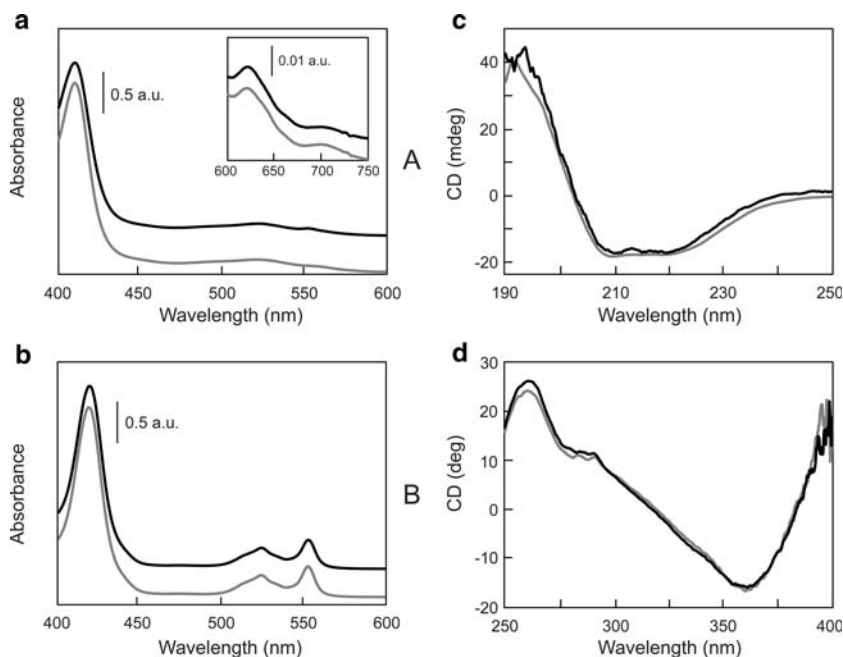 a
Absorbance
0.5 a.u.
0.01 a.u.
600 650 700 750
400 450 500 550 600
Wavelength (nm)
A
c
CD (mdeg)
40
20
0
-20
190 210 230 250
Wavelength (nm)
b
Absorbance
0.5 a.u.
400 450 500 550 600
Wavelength (nm)
B
d
CD (deg)
30
20
10
0
-10
-20
250 300 350 400
Wavelength (nm)